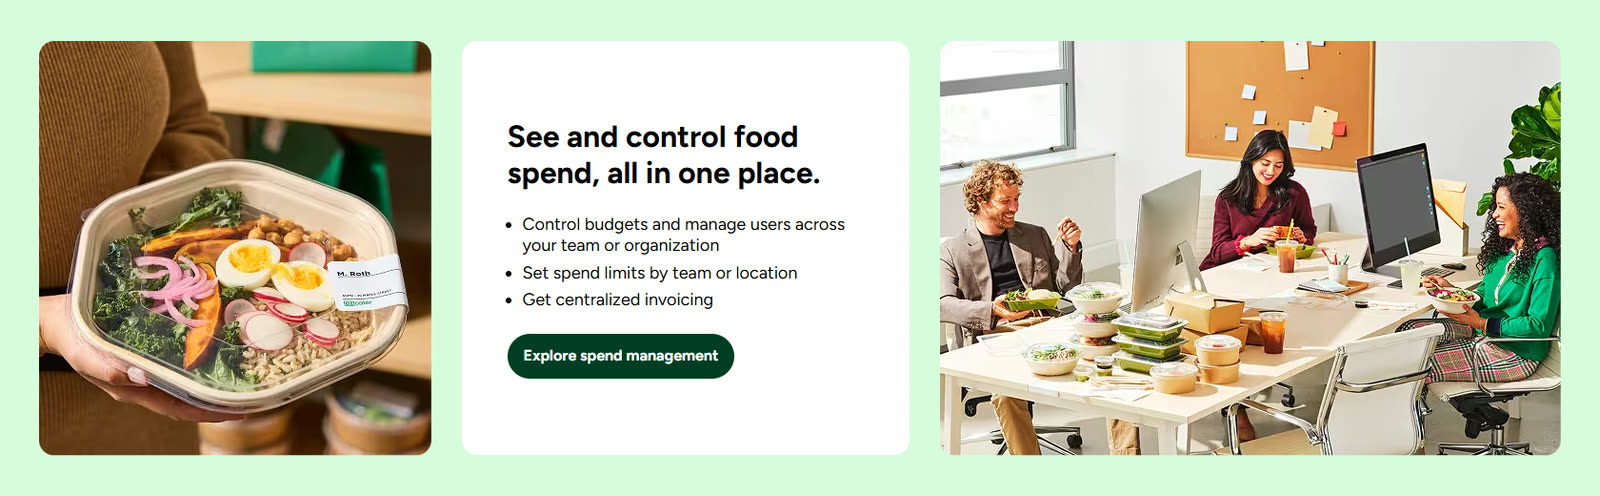 M. Roth
See and control food
spend, all in one place.
Control budgets and manage users across
your team or organization
Set spend limits by team or location
Get centralized invoicing
Explore spend management